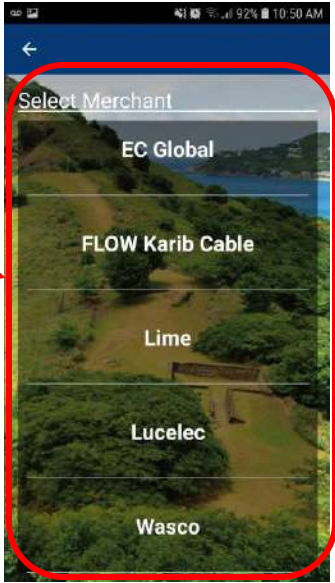 92% 10:50 AM
Select Merchant
EC Global
FLOW Karib Cable
Lime
Lucelec
Wasco